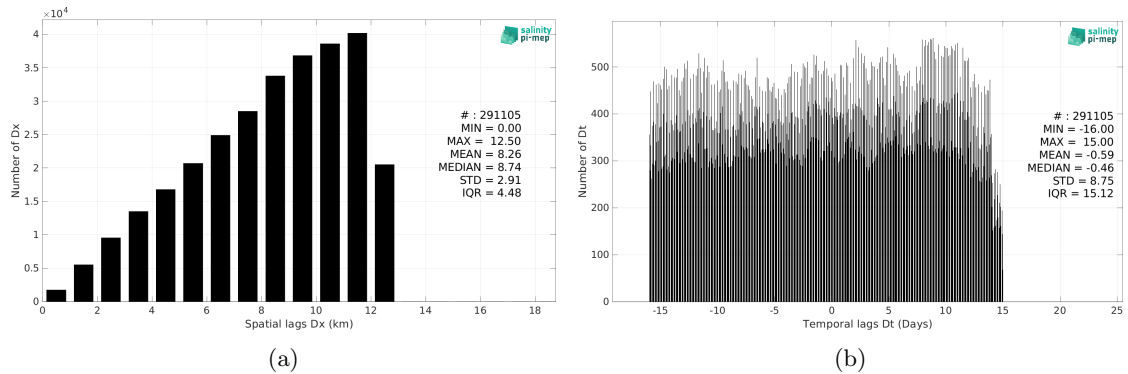 ×10⁴
4
3.5
3
2.5
2
1.5
1
0.5
0
Number of Dx
salinity
pi-mep
# : 291105
MIN = 0.00
MAX = 12.50
MEAN = 8.26
MEDIAN = 8.74
STD = 2.91
IQR = 4.48
0 2 4 6 8 10 12 14 16 18
Spatial lags Dx (km)
(a)
500
400
300
200
100
0
Number of Dt
salinity
pi-mep
# : 291105
MIN = -16.00
MAX = 15.00
MEAN = -0.59
MEDIAN = -0.46
STD = 8.75
IQR = 15.12
-15 -10 -5 0 5 10 15 20 25
Temporal lags Dt (Days)
(b)